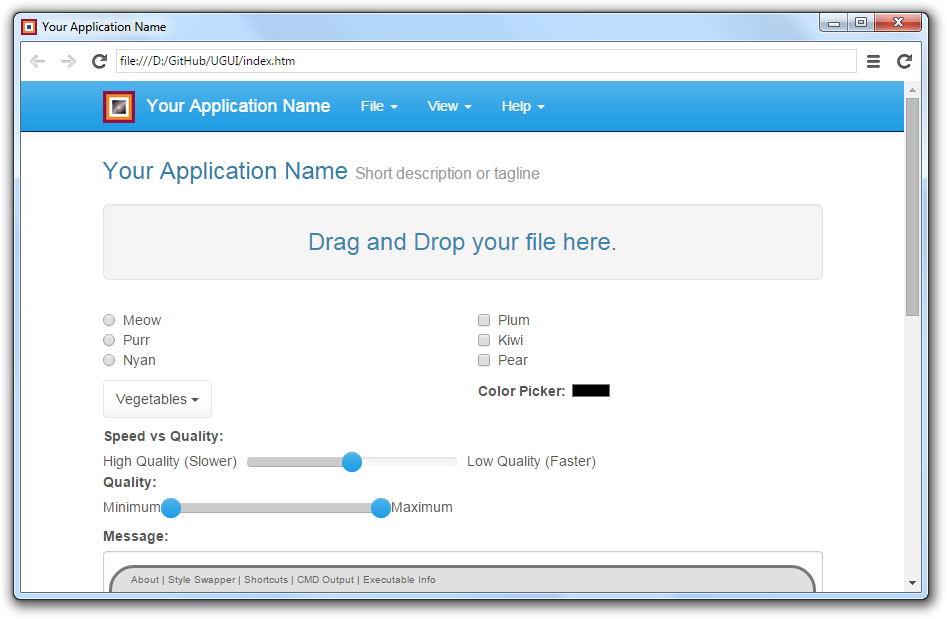 Your Application Name
file:///D:/GitHub/UGUI/index.htm
Your Application Name File View Help
Your Application Name Short description or tagline
Drag and Drop your file here.
Meow
Purr
Nyan
Plum
Kiwi
Pear
Vegetables
Color Picker:
Speed vs Quality:
High Quality (Slower) Low Quality (Faster)
Quality:
Minimum Maximum
Message:
About | Style Swapper | Shortcuts | CMD Output | Executable Info